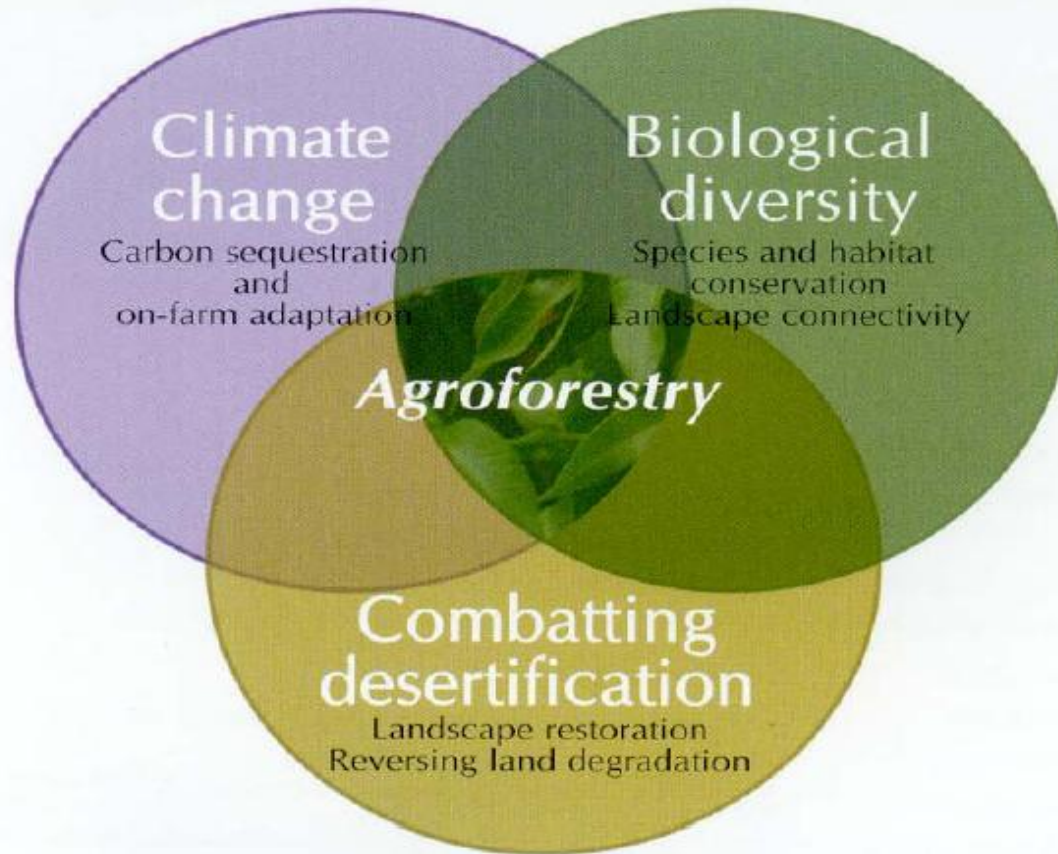 Climate
change
Carbon sequestration
and
on-farm adaptation
Biological
diversity
Species and habitat
conservation
Landscape connectivity
Agroforestry
Combatting
desertification
Landscape restoration
Reversing land degradation